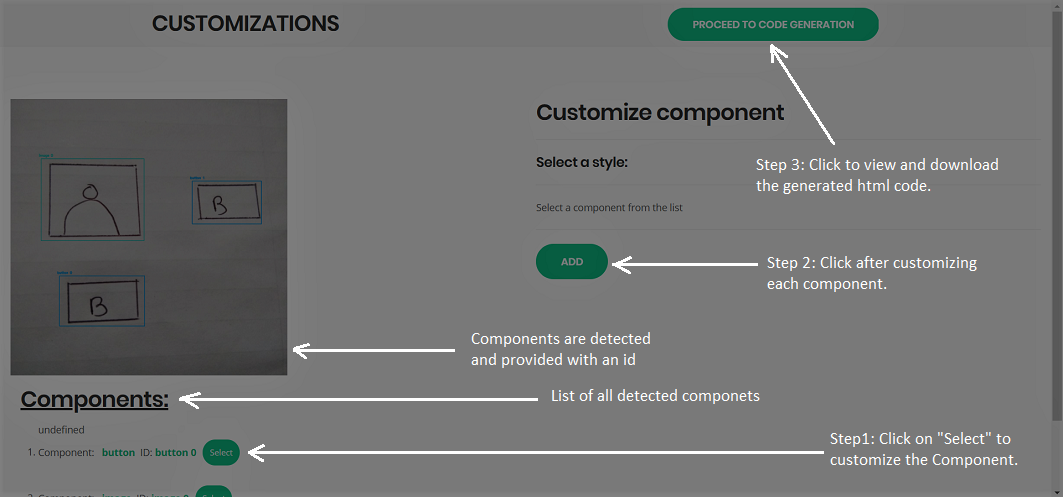 CUSTOMIZATIONS
PROCEED TO CODE GENERATION
Customize component
Select a style:
Step 3: Click to view and download
the generated html code.
Select a component from the list
ADD
Step 2: Click after customizing
each component.
B
B
Components are detected
and provided with an id
Components:
List of all detected componets
undefined
1. Component: button ID: button 0 Select
Step1: Click on "Select" to
customize the Component.
2. Component: image ID: image 0 Select